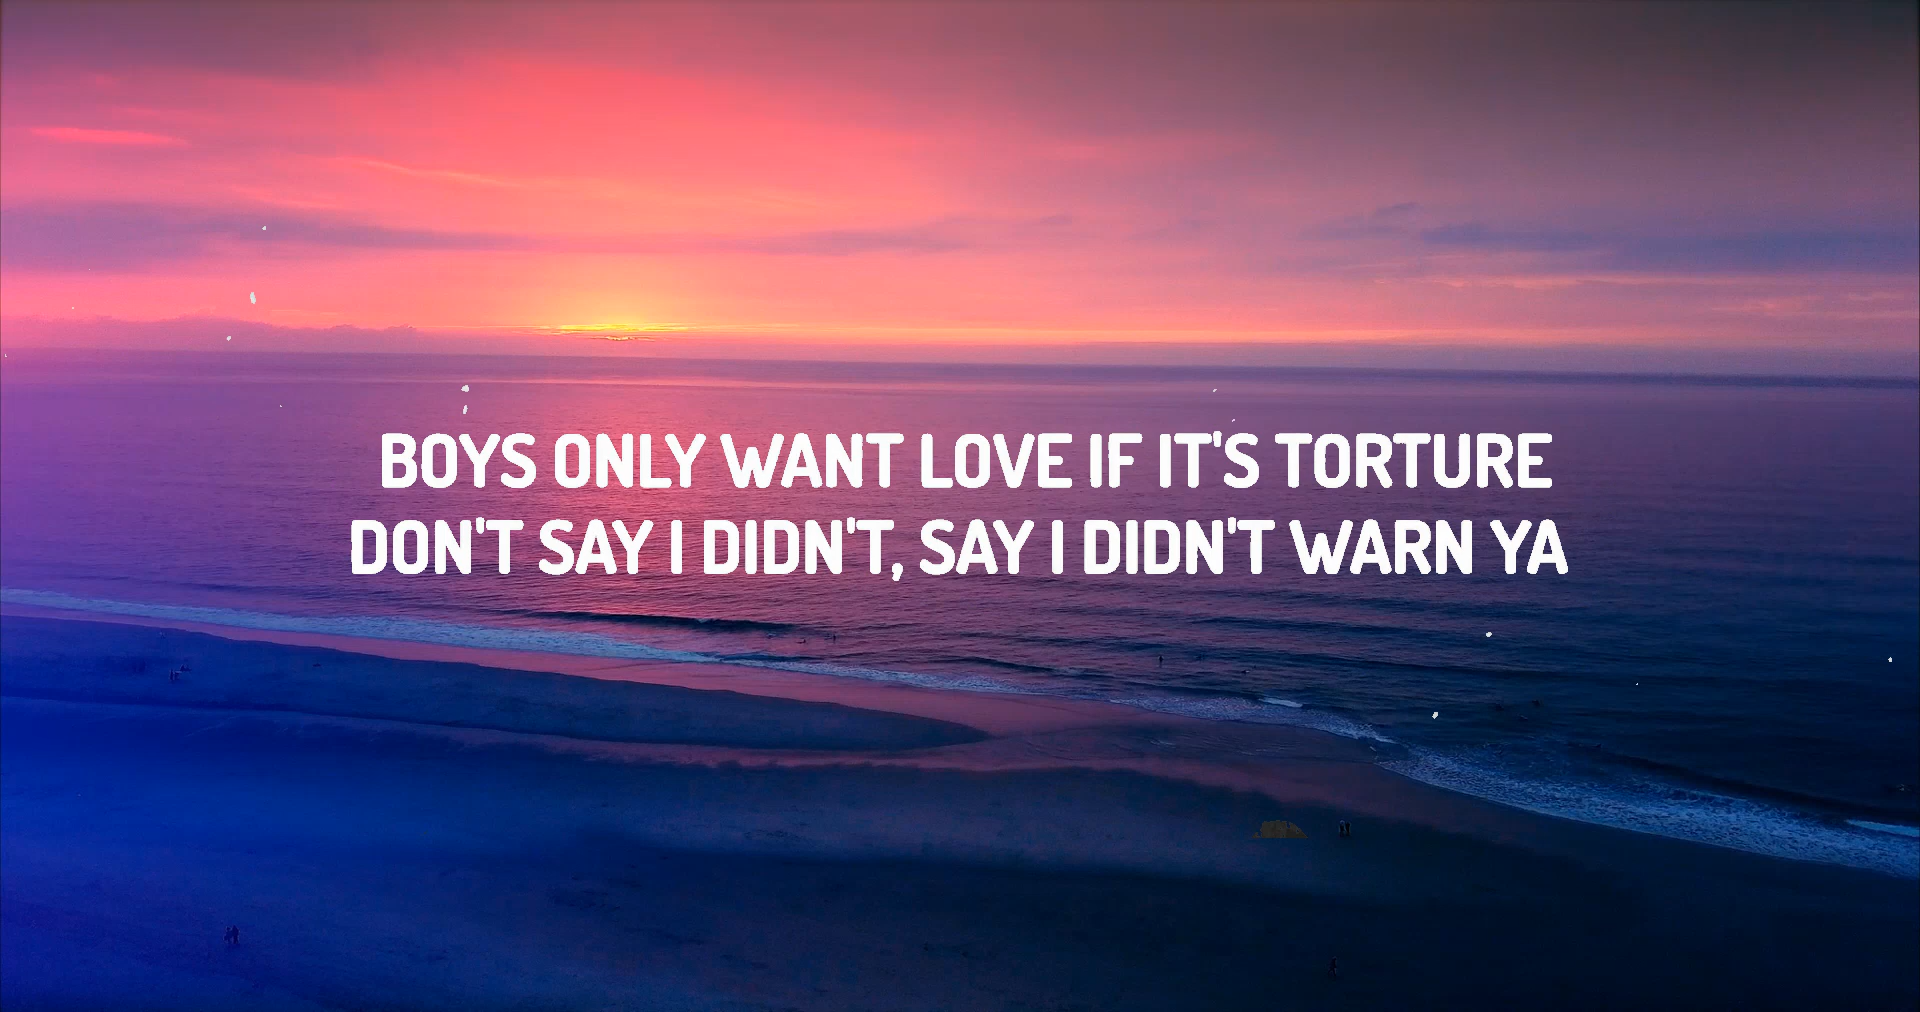 BOYS ONLY WANT LOVE IF IT'S TORTURE
DON'T SAY I DIDN'T, SAY I DIDN'T WARN YA